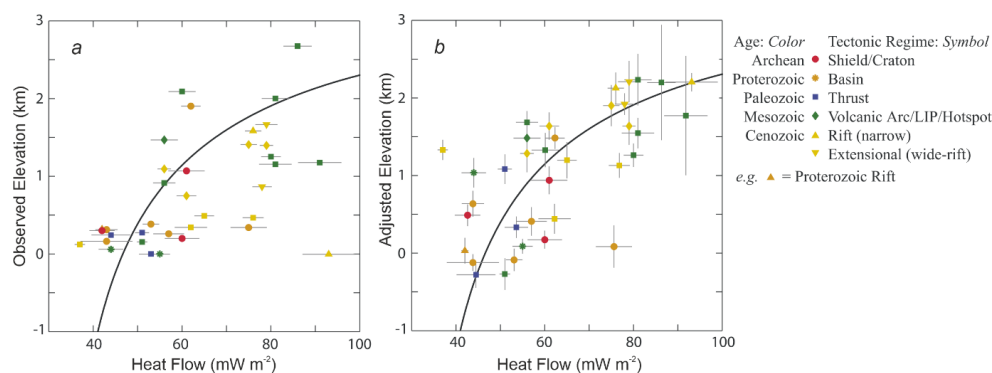 a
3
2
1
0
-1
Observed Elevation (km)
40 60 80 100
Heat Flow (mW m-2)
b
3
2
1
0
-1
Adjusted Elevation (km)
40 60 80 100
Heat Flow (mW m-2)
Age: Color Tectonic Regime: Symbol
Archean Shield/Craton
Proterozoic Basin
Paleozoic Thrust
Mesozoic Volcanic Arc/LIP/Hotspot
Cenozoic Rift (narrow)
Extensional (wide-rift)
e.g. = Proterozoic Rift